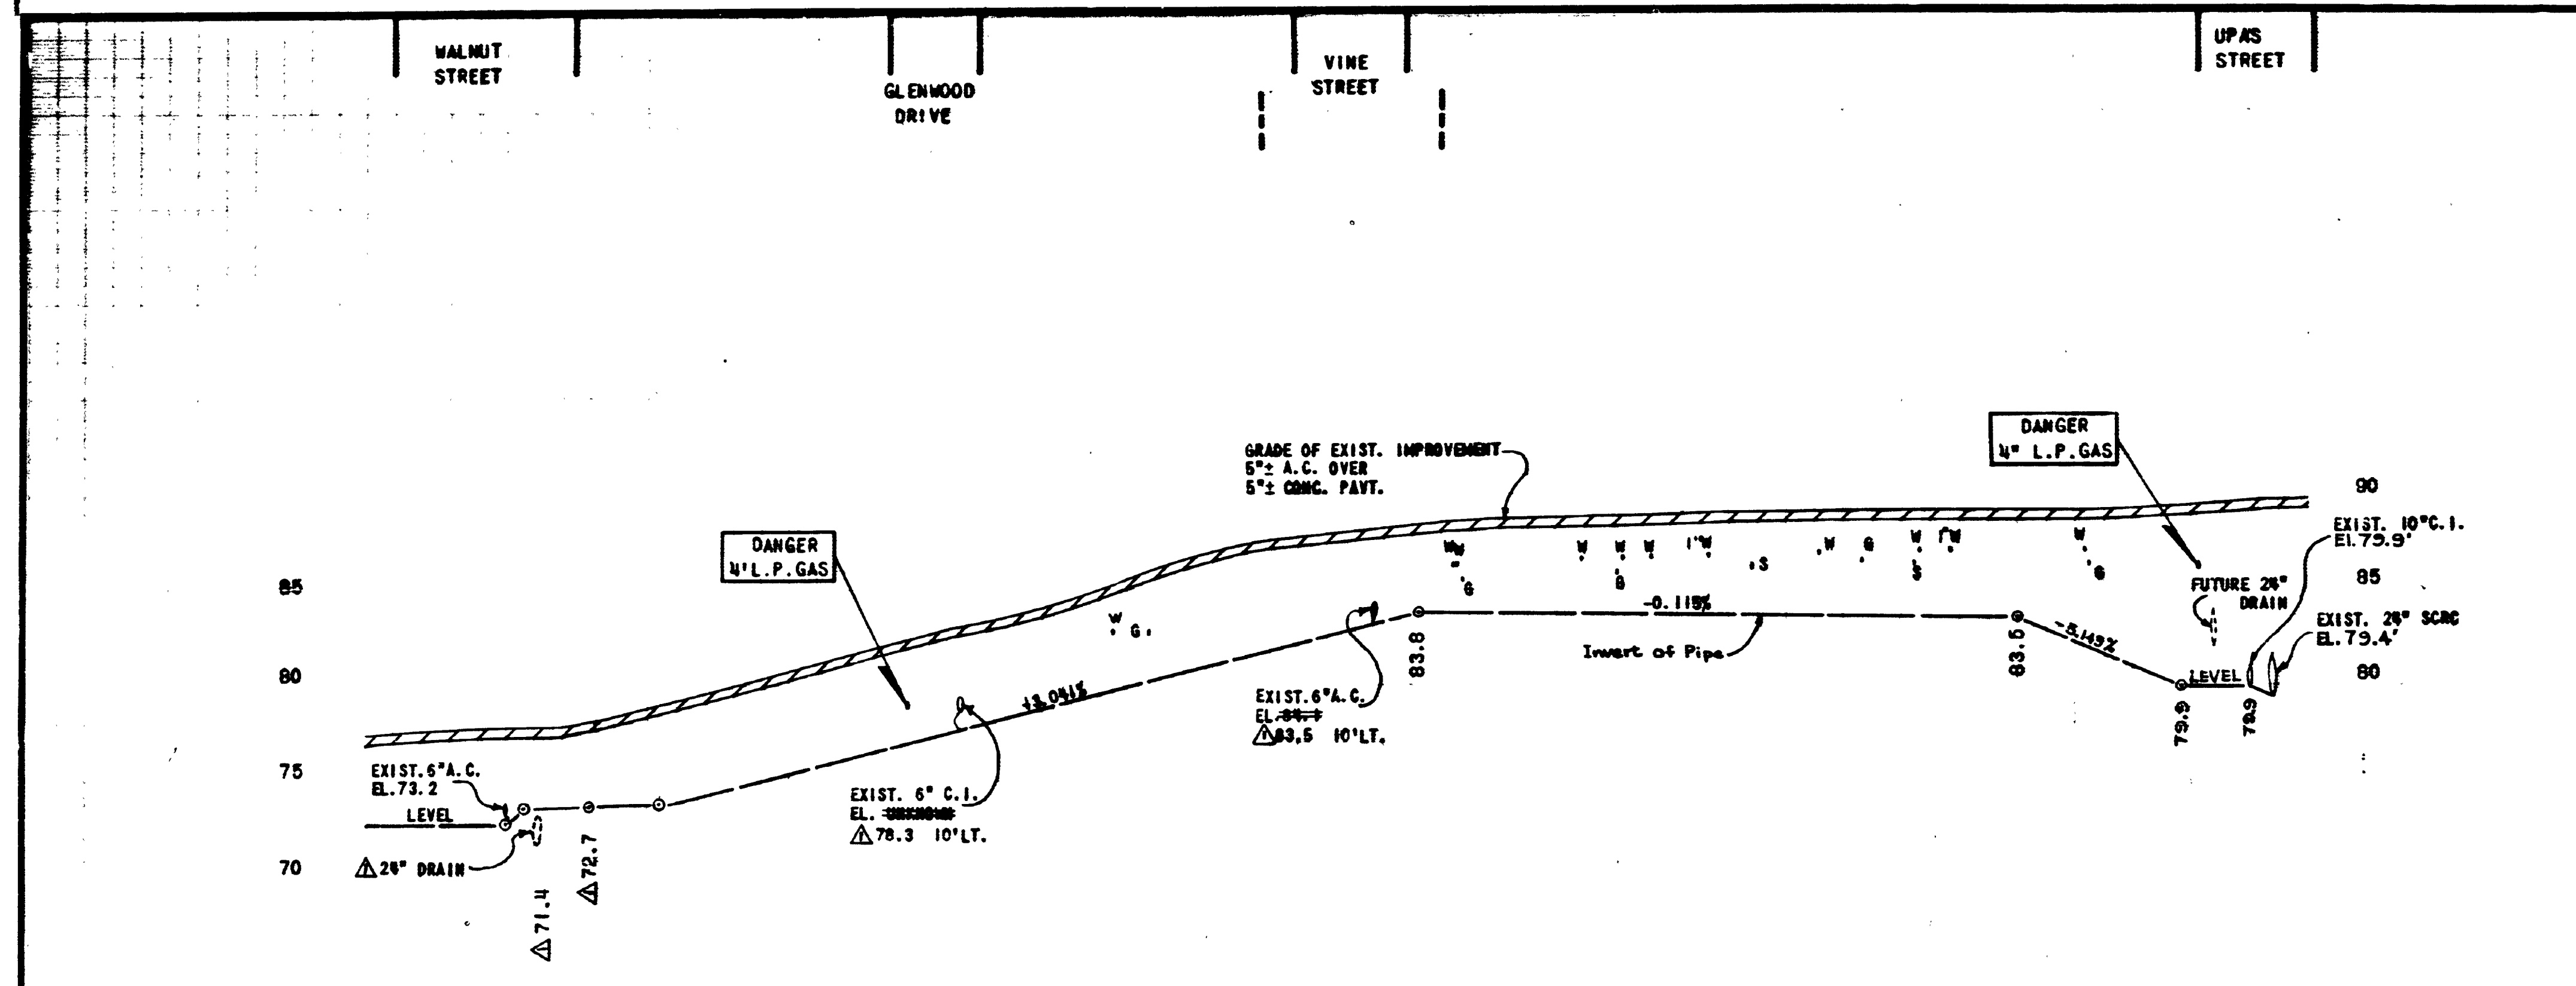 WALNUT
STREET
GLENWOOD
DRIVE
VINE
STREET
UPAS
STREET
GRADE OF EXIST. IMPROVEMENT
5"± A.C. OVER
5"± CONC. PAVT.
DANGER
4" L.P.GAS
90
EXIST. 10"C.I.
El.79.9'
DANGER
4" L.P.GAS
W
W
W
W
W
1" W
W
G
W
W
W
85
G
G
S
S
G
85
FUTURE 24"
DRAIN
W
G
-0.115%
EXIST. 24" SCRC
EL.79.4'
Invert of Pipe
80
83.8
83.5
LEVEL
80
EXIST.6"A.C.
EL.
83.5 10'LT.
79.9
79.9
75
EXIST.6"A.C.
EL.73.2
LEVEL
EXIST. 6" C.I.
EL. UNKNOWN
1 78.3 10'LT.
70
1 24" DRAIN
72.7
71.4